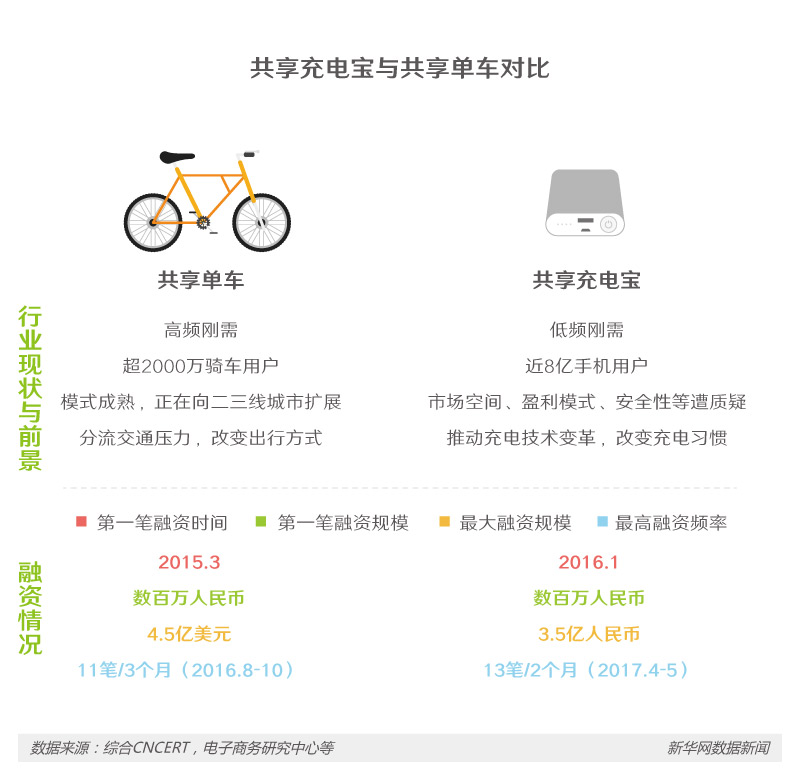 共享充电宝与共享单车对比
共享单车
共享充电宝
行业现状与前景
高频刚需
低频刚需
超2000万骑车用户
近8亿手机用户
模式成熟，正在向二三线城市扩展
市场空间、盈利模式、安全性等遭质疑
分流交通压力，改变出行方式
推动充电技术变革，改变充电习惯
融资情况
第一笔融资时间
第一笔融资规模
最大融资规模
最高融资频率
2015.3
2016.1
数百万人民币
数百万人民币
4.5亿美元
3.5亿人民币
11笔/3个月（2016.8-10）
13笔/2个月（2017.4-5）
数据来源：综合CNCERT，电子商务研究中心等
新华网数据新闻